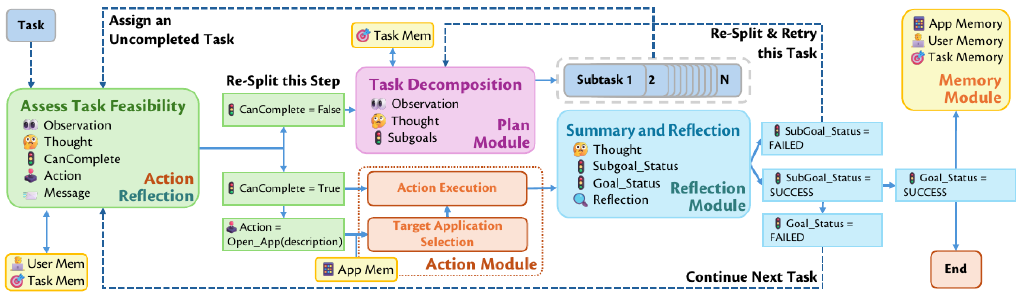 Task
Assign an
Uncompleted Task
Assess Task Feasibility
Observation
Thought
CanComplete
Action
Message
Action
Reflection
User Mem
Task Mem
Re-Split this Step
CanComplete = False
CanComplete = True
Action =
Open_App(description)
Task Mem
Task Decomposition
Observation
Thought
Subgoals
Plan
Module
Action Execution
Target Application
Selection
App Mem
Action Module
Subtask 1
2
N
Re-Split & Retry
this Task
Summary and Reflection
Thought
Subgoal_Status
Goal_Status
Reflection
Reflection
Module
SubGoal_Status =
FAILED
SubGoal_Status =
SUCCESS
Goal_Status =
FAILED
Continue Next Task
Goal_Status =
SUCCESS
App Memory
User Memory
Task Memory
Memory
Module
End